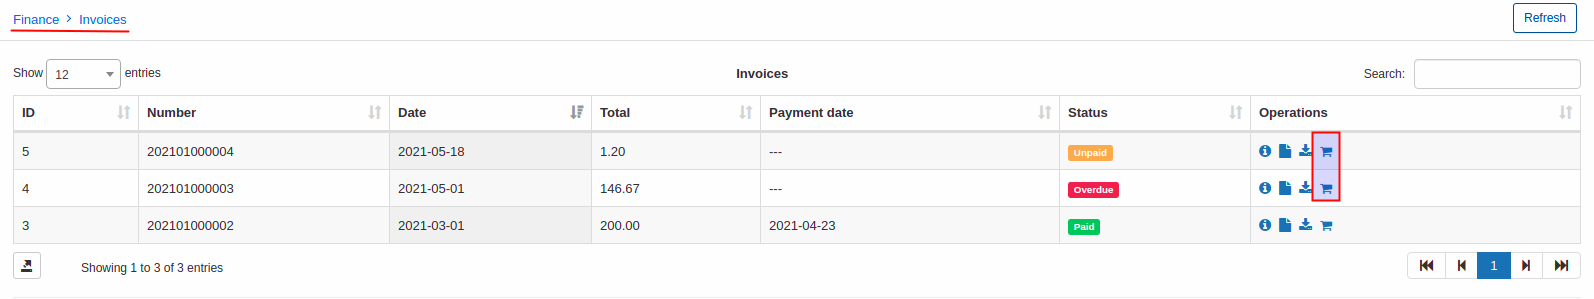 Finance > Invoices
Refresh
Show 12 entries
Invoices
Search:
ID Number Date Total Payment date Status Operations
5 202101000004 2021-05-18 1.20 --- Unpaid
4 202101000003 2021-05-01 146.67 --- Overdue
3 202101000002 2021-03-01 200.00 2021-04-23 Paid
Showing 1 to 3 of 3 entries
1